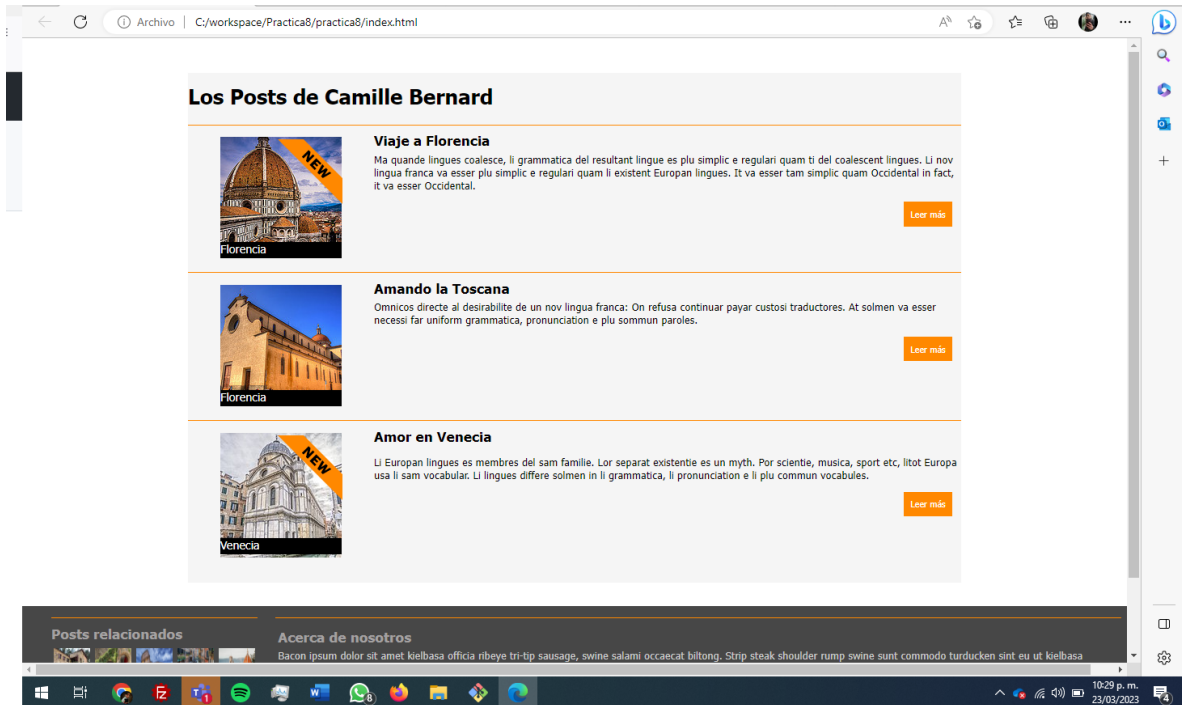 Archivo | C:/workspace/Practica8/practica8/index.html
Los Posts de Camille Bernard
Viaje a Florencia
Ma quande lingues coalesce, li grammatica del resultant lingue es plu simplic e regulari quam ti del coalescent lingues. Li nov
lingua franca va esser plu simplic e regulari quam li existent Europan lingues. It va esser tam simplic quam Occidental in fact,
it va esser Occidental.
NEW
Florencia
Leer más
Amando la Toscana
Omnicos directe al desirabilite de un nov lingua franca: On refusa continuar payar custosi traductores. At solmen va esser
necessi far uniform grammatica, pronunciation e plu sommun paroles.
Florencia
Leer más
Amor en Venecia
Li Europan lingues es membres del sam familie. Lor separat existentie es un myth. Por scientie, musica, sport etc, litot Europa
usa li sam vocabular. Li lingues differe solmen in li grammatica, li pronunciation e li plu commun vocabules.
NEW
Venecia
Leer más
Posts relacionados
Acerca de nosotros
Bacon ipsum dolor sit amet kielbasa officia ribeye tri-tip sausage, swine salami occaecat biltong. Strip steak shoulder rump swine sunt commodo turducken sint eu ut kielbasa
10:29 p. m.
23/03/2023